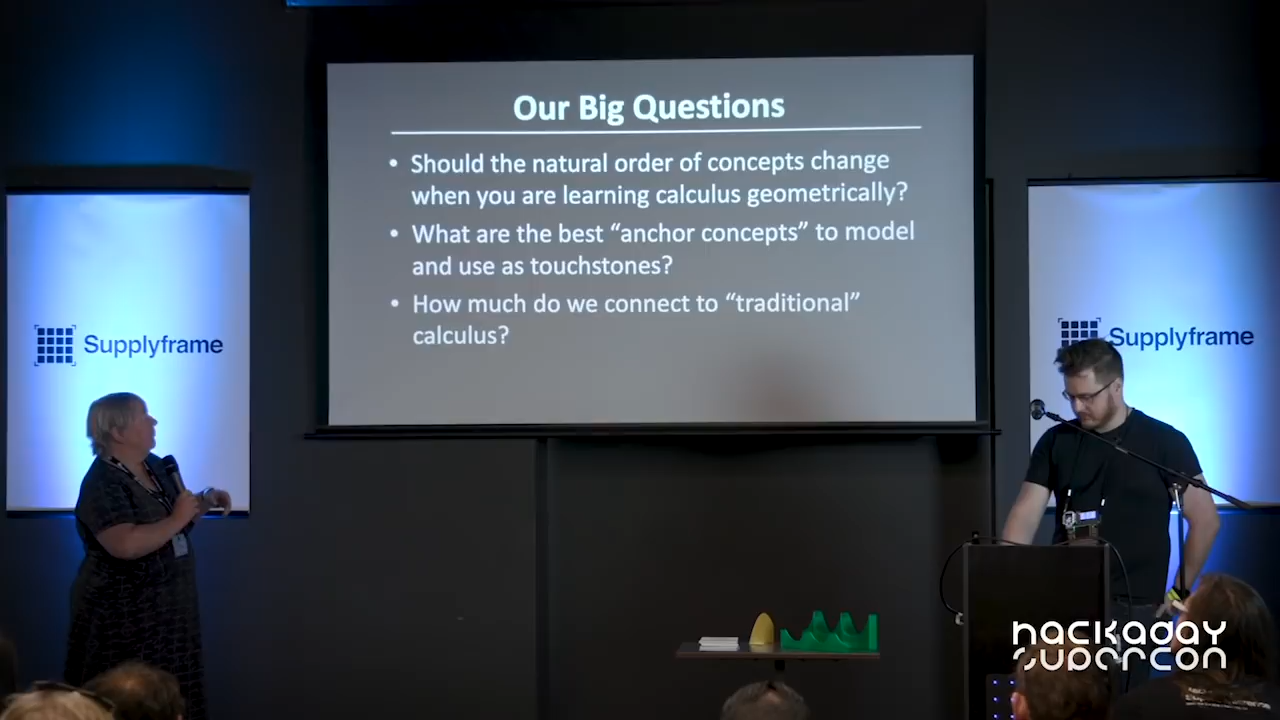 Our Big Questions
• Should the natural order of concepts change
when you are learning calculus geometrically?
• What are the best “anchor concepts” to model
and use as touchstones?
• How much do we connect to “traditional”
calculus?
Supplyframe
Supplyframe
hackaday
supercon